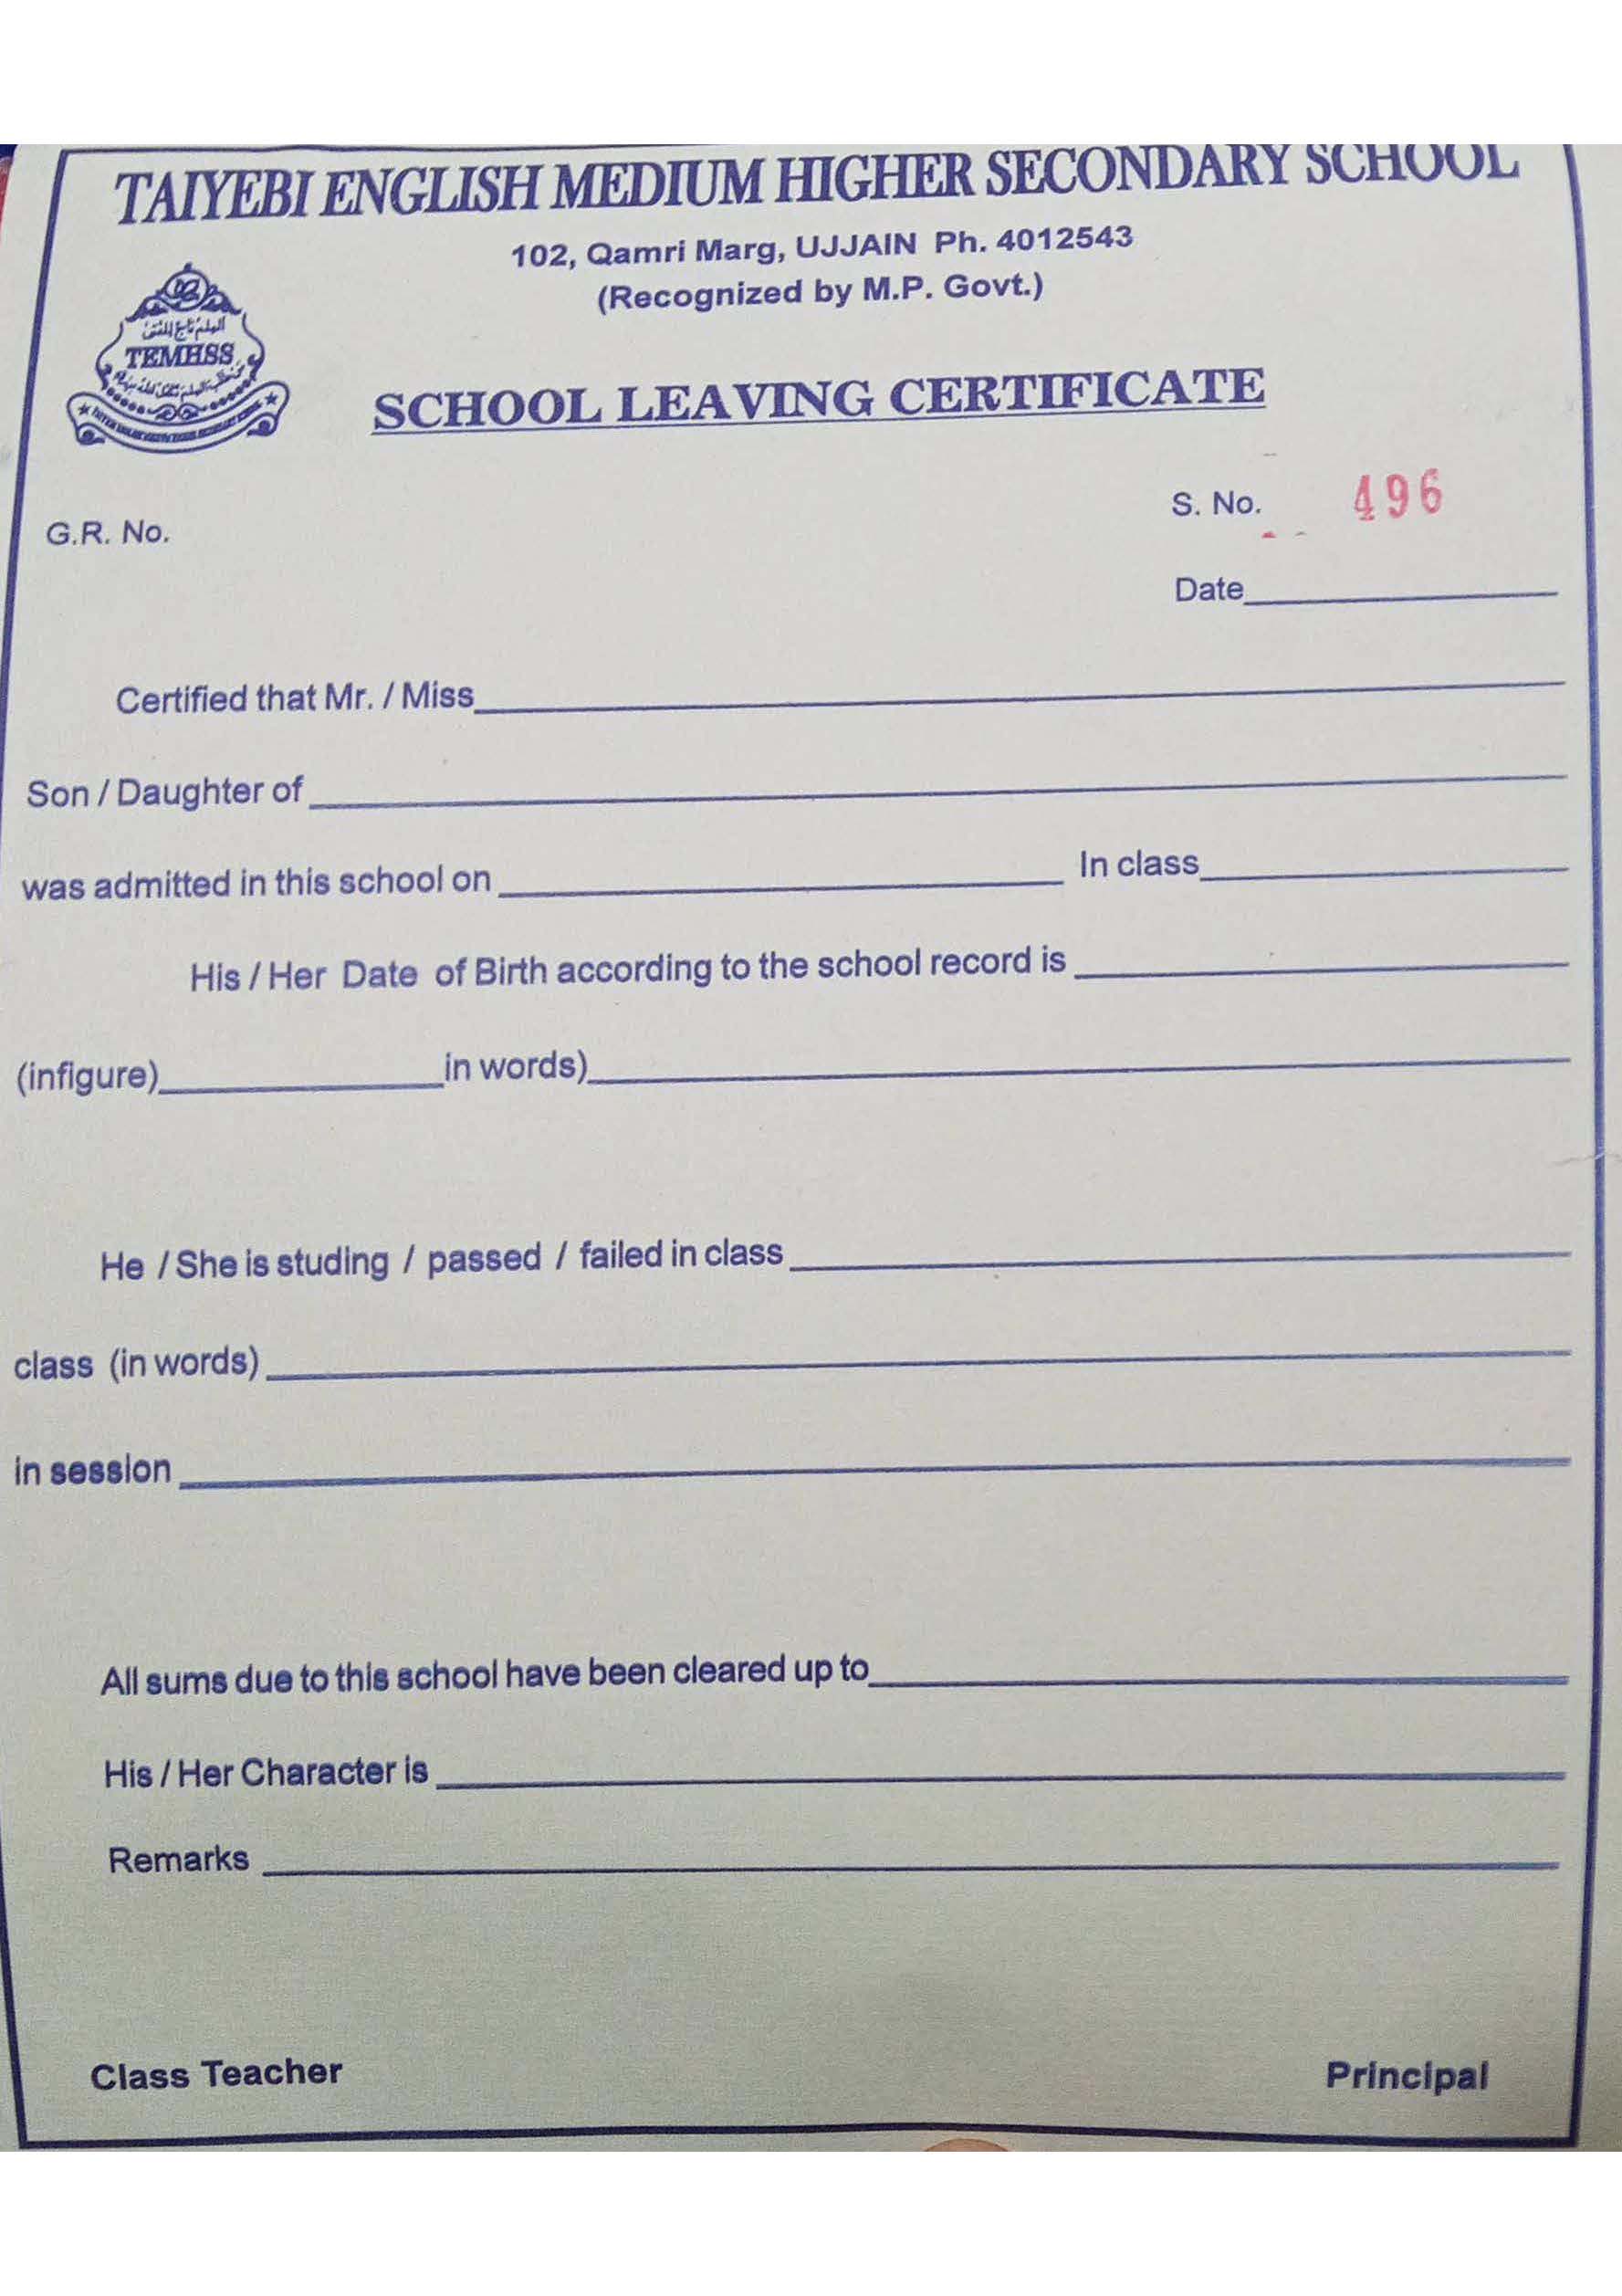 TAIYEBI ENGLISH MEDIUM HIGHER SECONDARY SCHOOL
102, Qamri Marg, UJJAIN Ph. 4012543
(Recognized by M.P. Govt.)
TEMHSS
SCHOOL LEAVING CERTIFICATE
S. No. 496
G.R. No.
Date
Certified that Mr. / Miss
Son / Daughter of
was admitted in this school on In class
His / Her Date of Birth according to the school record is
(infigure) in words)
He / She is studing / passed / failed in class
class (in words)
in session
All sums due to this school have been cleared up to
His / Her Character is
Remarks
Class Teacher Principal